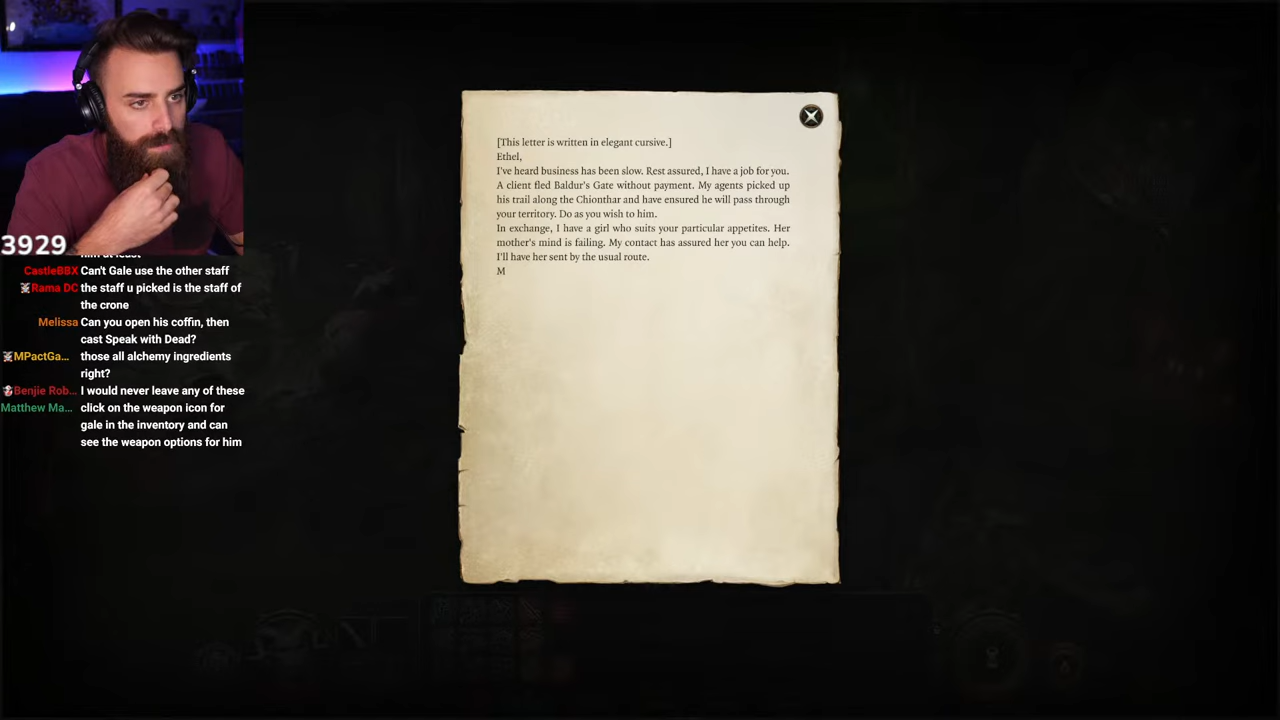 [This letter is written in elegant cursive.]
Ethel,
I've heard business has been slow. Rest assured, I have a job for you.
A client fled Baldur's Gate without payment. My agents picked up
his trail along the Chionthar and have ensured he will pass through
your territory. Do as you wish to him.
In exchange, I have a girl who suits your particular appetites. Her
mother's mind is failing. My contact has assured her you can help.
I'll have her sent by the usual route.
M
3929
him at least
CastleBBX Can't Gale use the other staff
Rama DC the staff u picked is the staff of
the crone
Melissa Can you open his coffin, then
cast Speak with Dead?
MPactGa... those all alchemy ingredients
right?
Benjie Rob... I would never leave any of these
Matthew Ma... click on the weapon icon for
gale in the inventory and can
see the weapon options for him